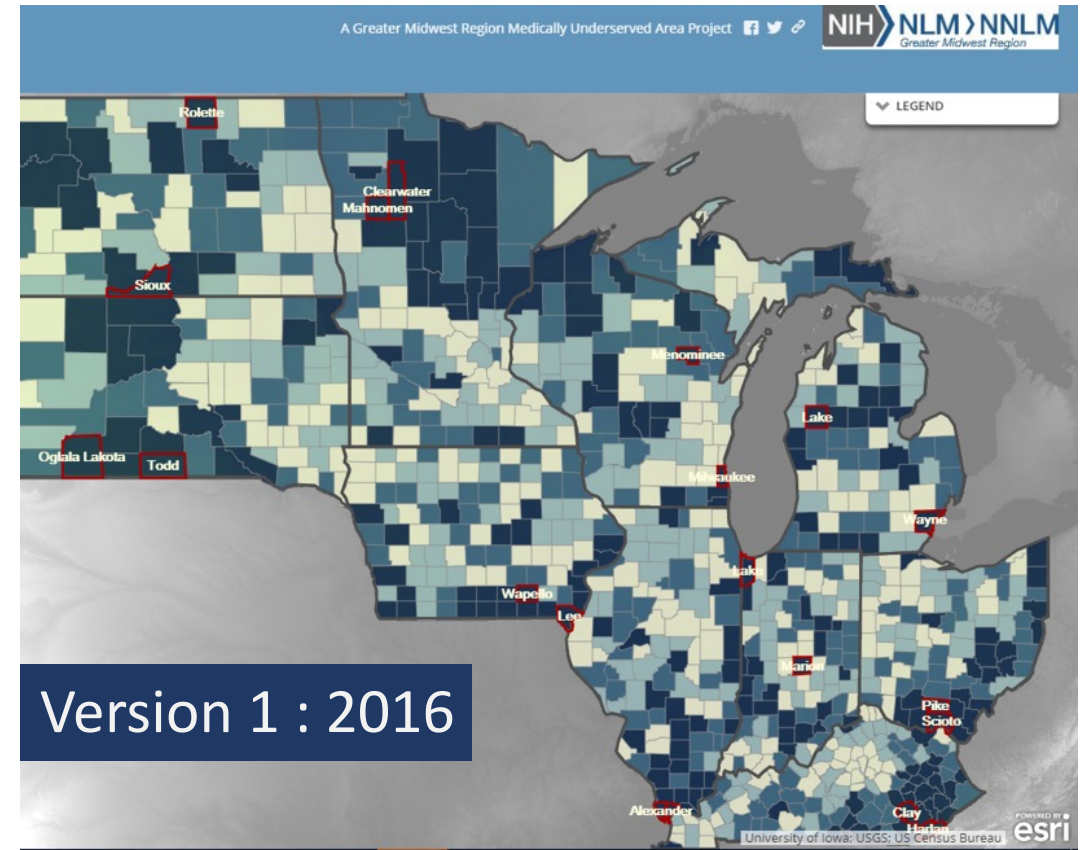 A Greater Midwest Region Medically Underserved Area Project
NIH NLM NNLM
Greater Midwest Region
LEGEND
Rolette
Clearwater
Mahnomen
Sioux
Menominee
Lake
Oglala Lakota
Todd
Milwaukee
Wayne
Lake
Wapello
Lee
Marion
Version 1 : 2016
Pike
Scioto
Alexander
Clay
Harlan
POWERED BY
esri
University of Iowa; USGS; US Census Bureau